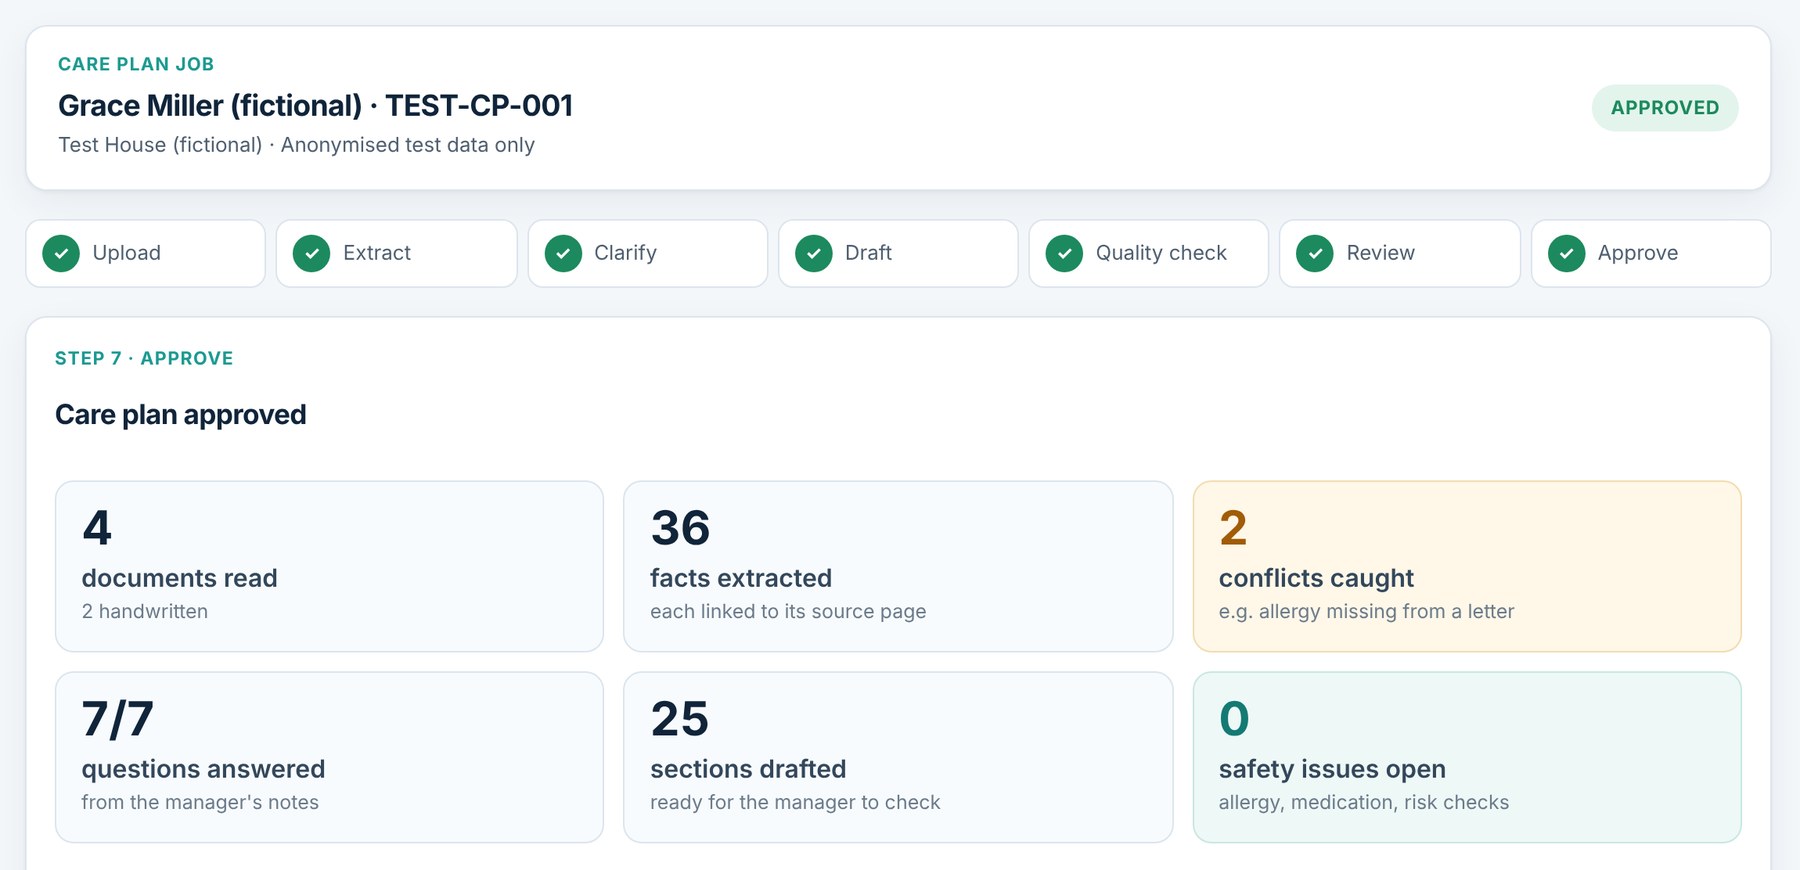 CARE PLAN JOB
Grace Miller (fictional) · TEST-CP-001
Test House (fictional) · Anonymised test data only
APPROVED
Upload
Extract
Clarify
Draft
Quality check
Review
Approve
STEP 7 · APPROVE
Care plan approved
4
documents read
2 handwritten
36
facts extracted
each linked to its source page
2
conflicts caught
e.g. allergy missing from a letter
7/7
questions answered
from the manager's notes
25
sections drafted
ready for the manager to check
0
safety issues open
allergy, medication, risk checks